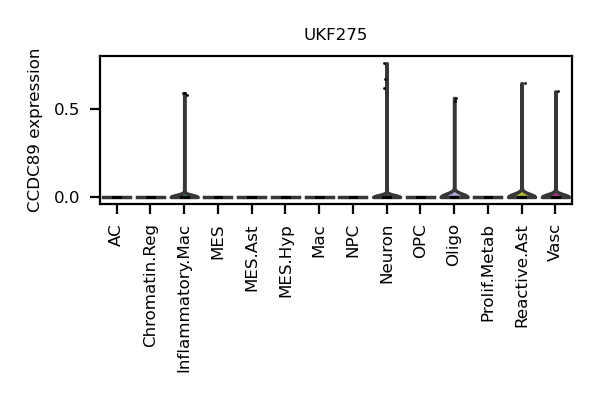 UKF275
CCDC89 expression
0.5
0.0
AC
Chromatin.Reg
Inflammatory.Mac
MES
MES.Ast
MES.Hyp
Mac
NPC
Neuron
OPC
Oligo
Prolif.Metab
Reactive.Ast
Vasc